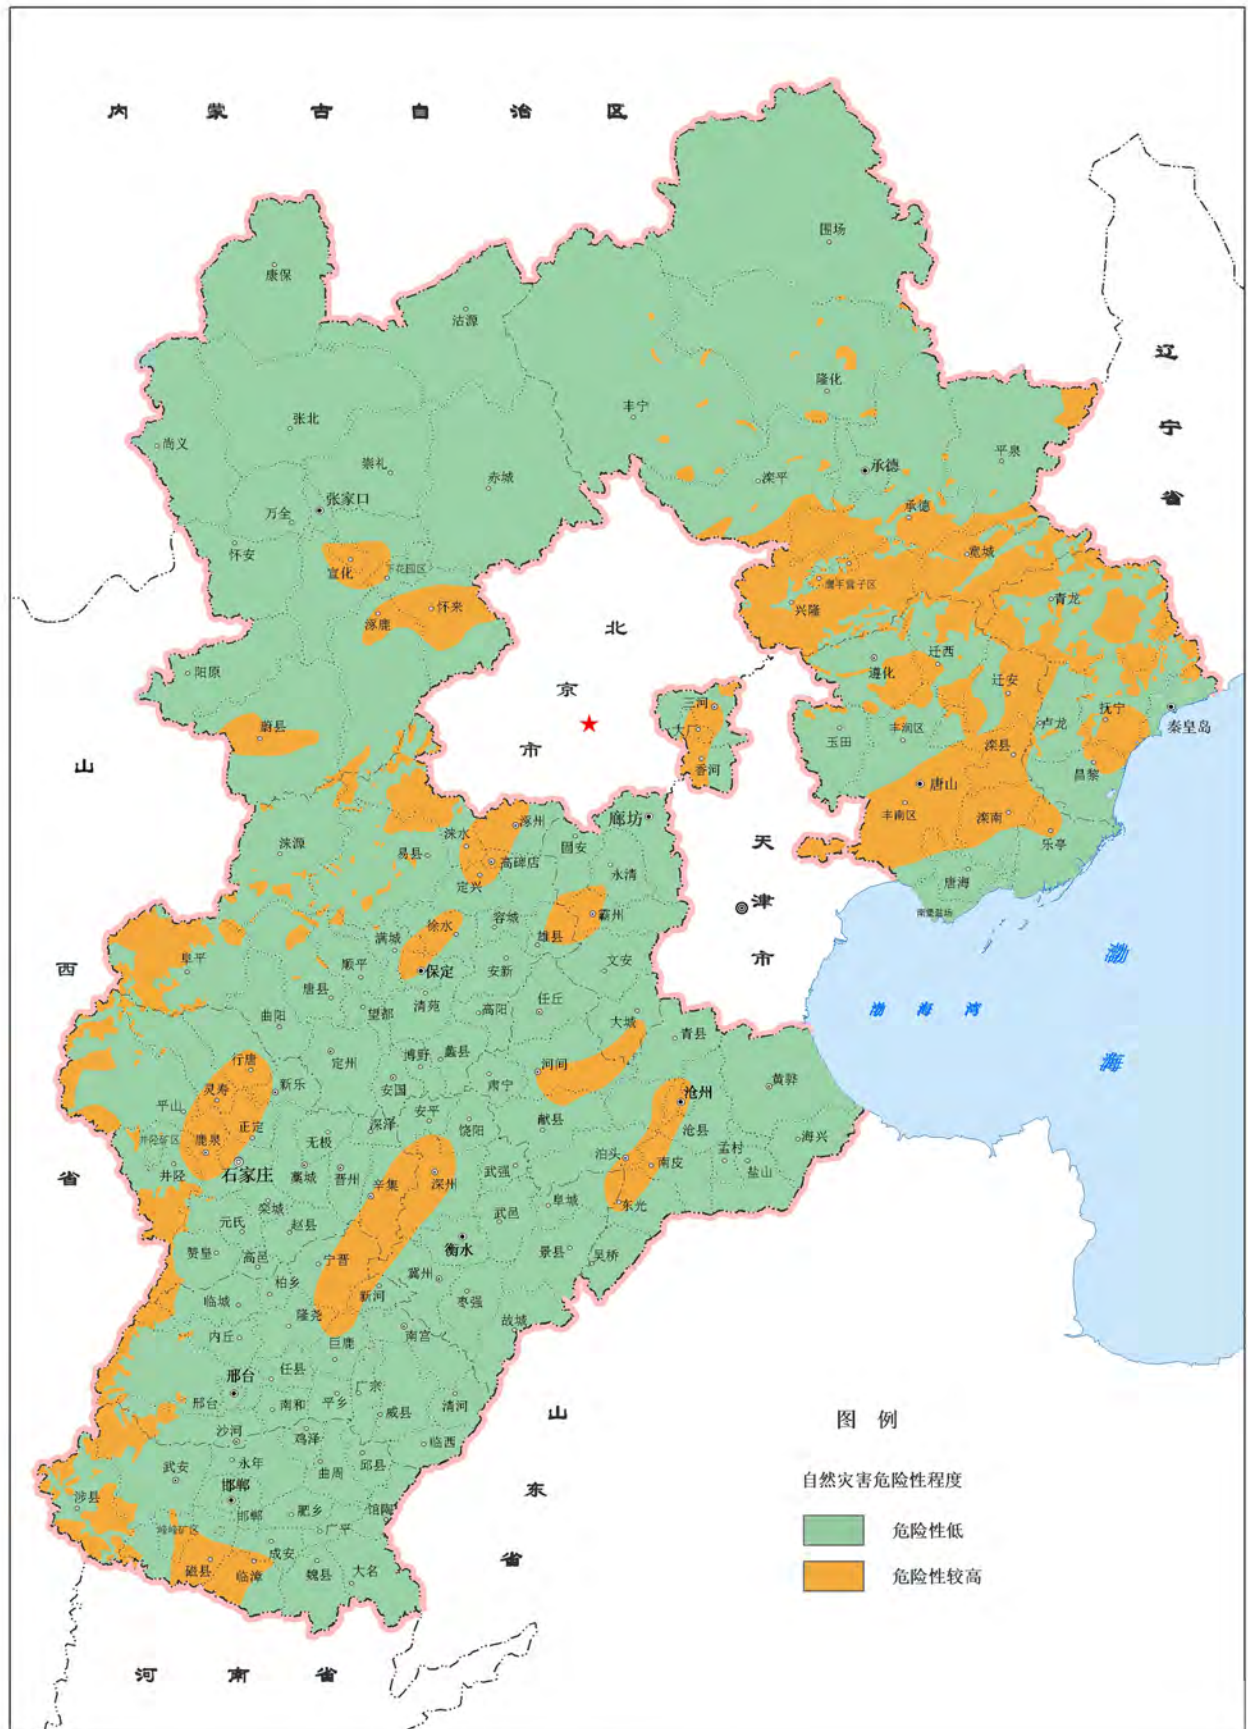 内蒙古自治区
围场
康保
沽源
辽宁省
隆化
丰宁
张北
尚义
崇礼
赤城
平泉
承德
滦平
张家口
万全
承德
怀安
宣化
下花园区
宽城
鹰手营子区
兴隆
青龙
怀来
涿鹿
北京市
阳原
迁西
遵化
迁安
三河
抚宁
秦皇岛
蔚县
大厂
玉田
丰润区
卢龙
滦县
香河
昌黎
唐山
丰南区
滦南
乐亭
山西省
涞源
涞水
涿州
廊坊
易县
高碑店
固安
永清
定兴
天津市
唐海
南堡盐场
徐水
容城
霸州
满城
雄县
阜平
顺平
保定
安新
文安
唐县
清苑
望都
高阳
任丘
大城
曲阳
青县
渤海湾
渤海
行唐
定州
博野
蠡县
河间
灵寿
新乐
安国
肃宁
沧州
黄骅
平山
正定
深泽
安平
饶阳
献县
沧县
海兴
井陉矿区
鹿泉
无极
泊头
孟村
井陉
石家庄
藁城
晋州
辛集
深州
武强
南皮
盐山
栾城
元氏
赵县
武邑
阜城
东光
赞皇
高邑
宁晋
衡水
景县
吴桥
柏乡
冀州
临城
新河
枣强
隆尧
内丘
巨鹿
南宫
故城
邢台
任县
邢台
南和
平乡
广宗
威县
清河
山东省
沙河
鸡泽
临西
武安
永年
曲周
邱县
涉县
邯郸
邯郸
肥乡
馆陶
峰峰矿区
广平
成安
磁县
临漳
魏县
大名
河南省
图例
自然灾害危险性程度
危险性低
危险性较高